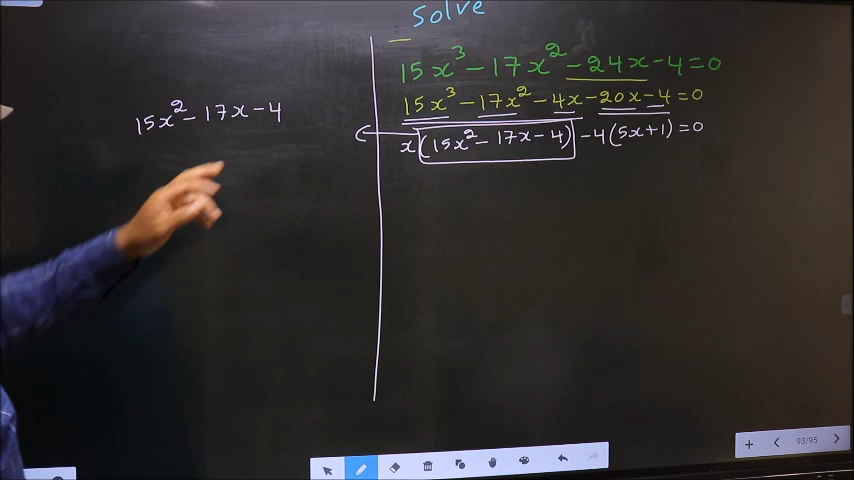 Solve
15x³ - 17x² - 24x - 4 = 0
15x³ - 17x² - 4x - 20x - 4 = 0
x(15x² - 17x - 4) - 4(5x + 1) = 0
15x² - 17x - 4
93/95